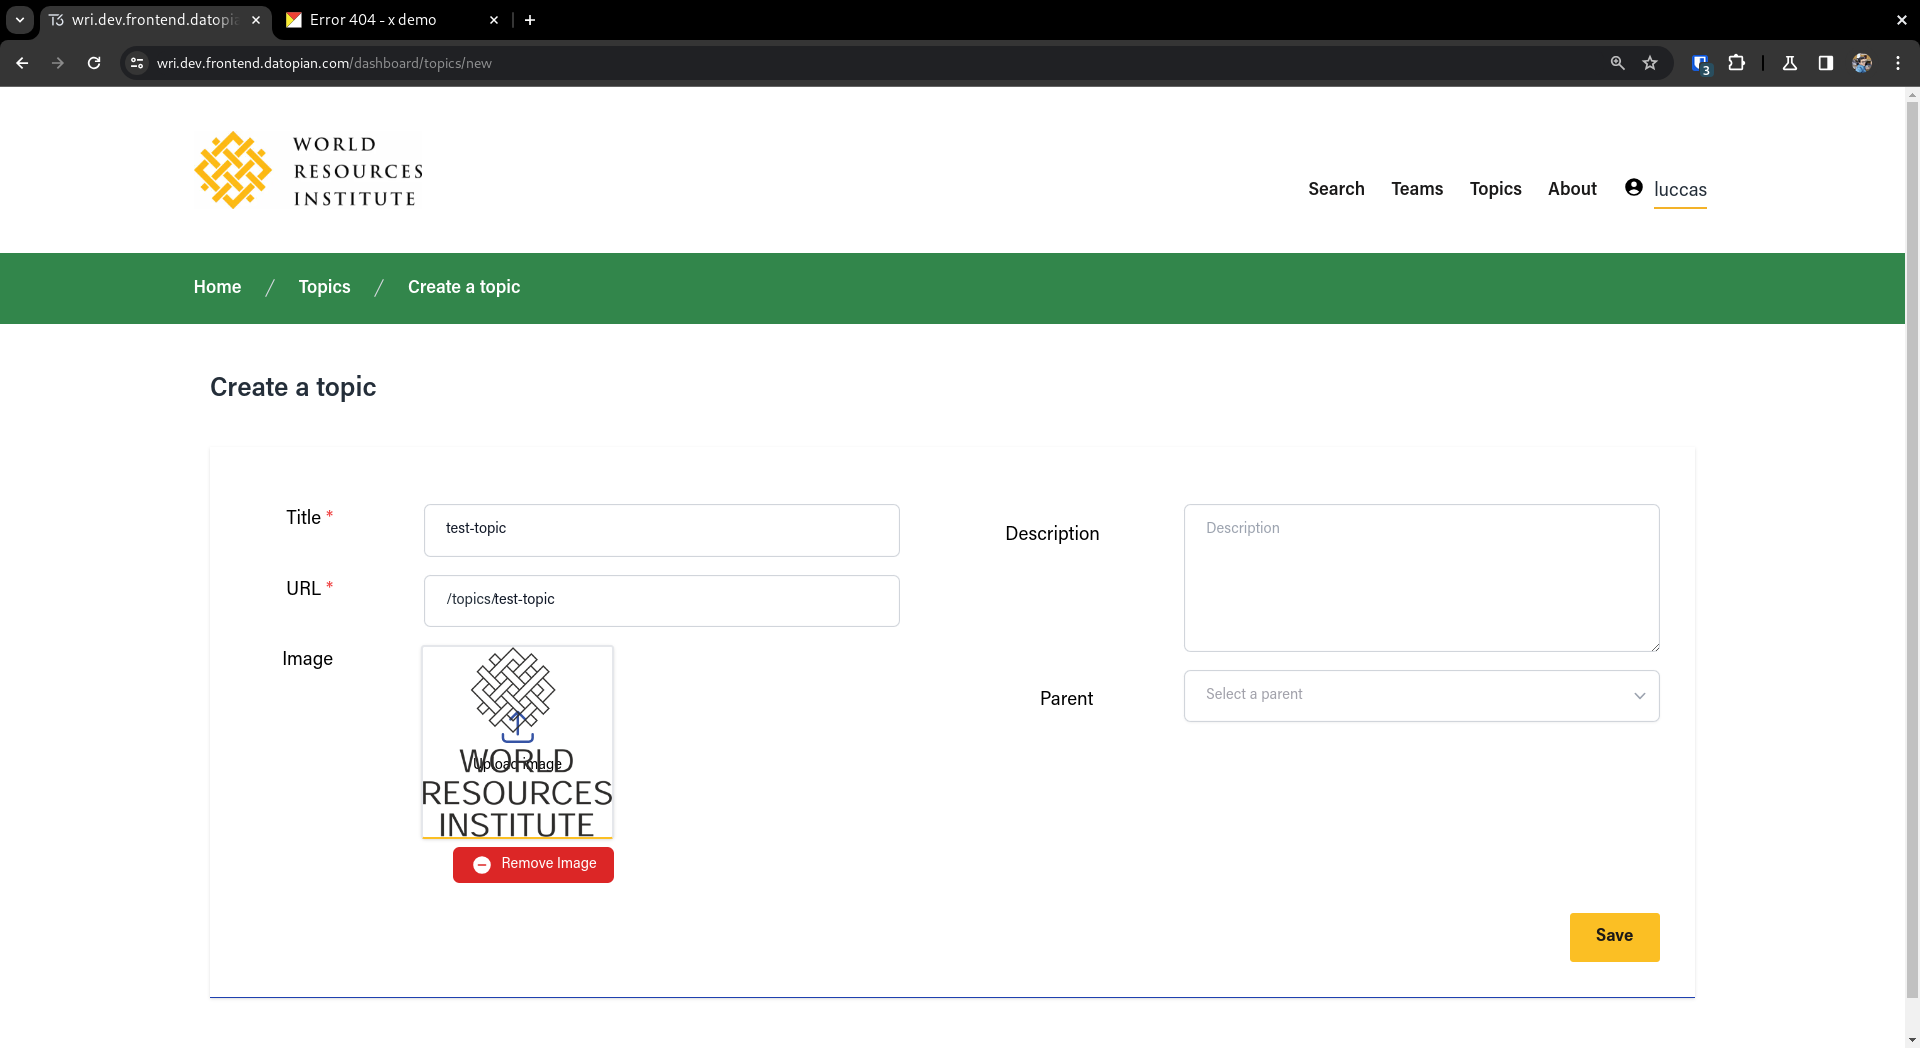 wri.dev.frontend.datopia
Error 404 - x demo
wri.dev.frontend.datopian.com/dashboard/topics/new
3
WORLD
RESOURCES
INSTITUTE
Search Teams Topics About luccas
Home / Topics / Create a topic
Create a topic
Title *
test-topic
URL *
/topics/test-topic
Image
WORLD
Upload image
RESOURCES
INSTITUTE
Remove Image
Description
Description
Parent
Select a parent
Save